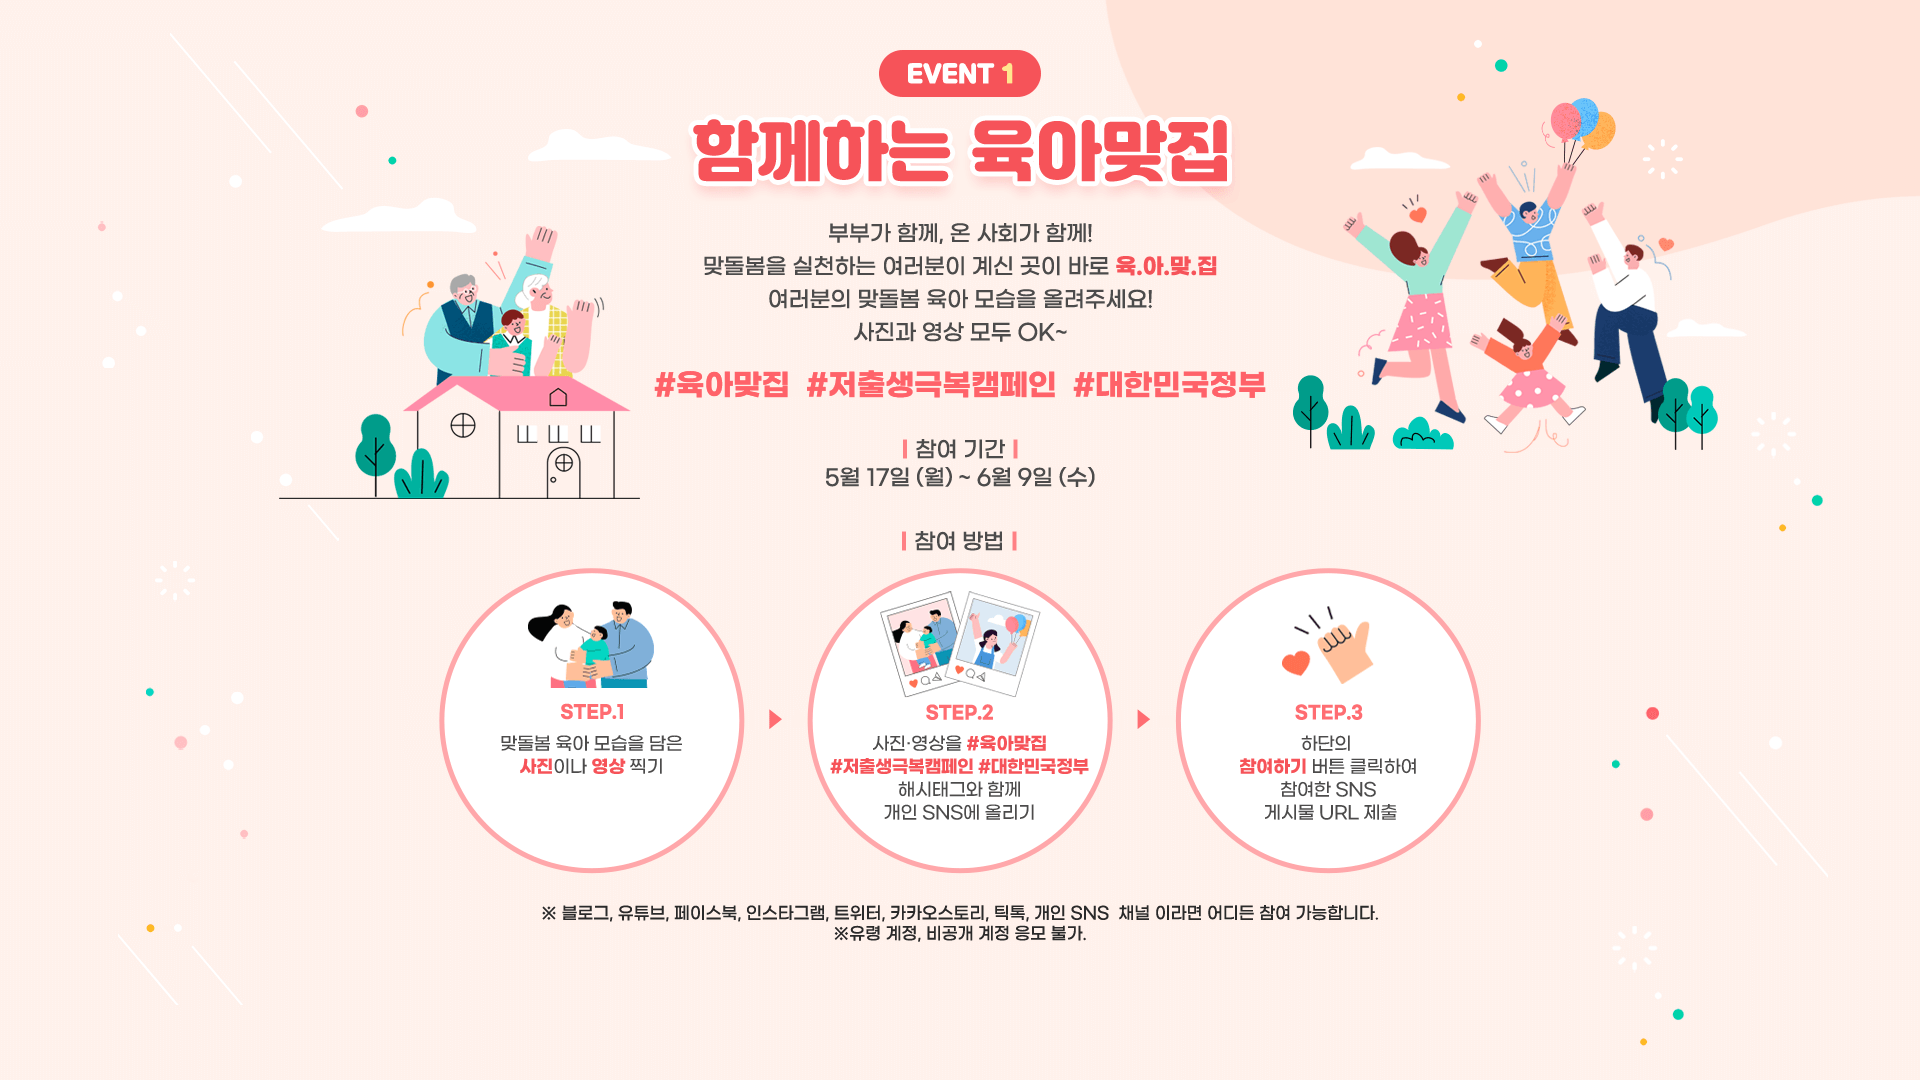 EVENT 1
함께하는 육아맞집
부부가 함께, 온 사회가 함께!
맞돌봄을 실천하는 여러분이 계신 곳이 바로 육.아.맞.집
여러분의 맞돌봄 육아 모습을 올려주세요!
사진과 영상 모두 OK~
#육아맞집 #저출생극복캠페인 #대한민국정부
| 참여 기간 |
5월 17일 (월) ~ 6월 9일 (수)
| 참여 방법 |
STEP.1
맞돌봄 육아 모습을 담은
사진이나 영상 찍기
STEP.2
사진·영상을 #육아맞집
#저출생극복캠페인 #대한민국정부
해시태그와 함께
개인 SNS에 올리기
STEP.3
하단의
참여하기 버튼 클릭하여
참여한 SNS
게시물 URL 제출
※ 블로그, 유튜브, 페이스북, 인스타그램, 트위터, 카카오스토리, 틱톡, 개인 SNS 채널 이라면 어디든 참여 가능합니다.
※유령 계정, 비공개 계정 응모 불가.